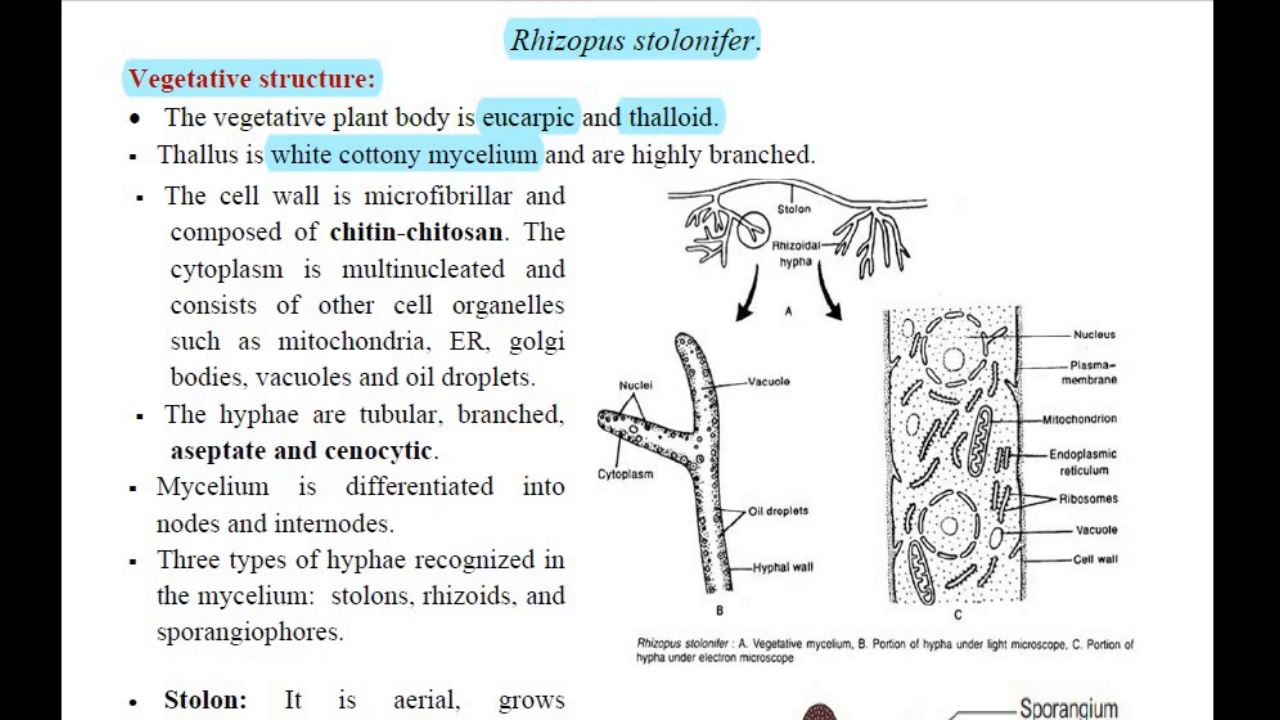 Rhizopus stolonifer.
Vegetative structure:
• The vegetative plant body is eucarpic and thalloid.
▪ Thallus is white cottony mycelium and are highly branched.
▪ The cell wall is microfibrillar and
composed of chitin-chitosan. The
cytoplasm is multinucleated and
consists of other cell organelles
such as mitochondria, ER, golgi
bodies, vacuoles and oil droplets.
▪ The hyphae are tubular, branched,
aseptate and cenocytic.
▪ Mycelium is differentiated into
nodes and internodes.
▪ Three types of hyphae recognized in
the mycelium: stolons, rhizoids, and
sporangiophores.
• Stolon: It is aerial, grows
Stolon
Rhizoidal
hypha
A
Nuclei
Vacuole
Cytoplasm
Oil droplets
Hyphal wall
B
Nucleus
Plasma-
membrane
Mitochondrion
Endoplasmic
reticulum
Ribosomes
Vacuole
Cell wall
C
Rhizopus stolonifer : A. Vegetative mycelium, B. Portion of hypha under light microscope, C. Portion of
hypha under electron microscope
Sporangium